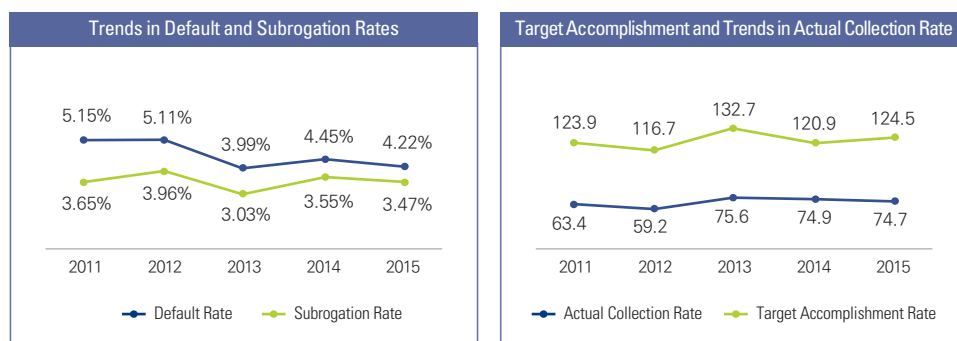 Trends in Default and Subrogation Rates
5.15% 5.11% 3.99% 4.45% 4.22%
3.65% 3.96% 3.03% 3.55% 3.47%
2011 2012 2013 2014 2015
Default Rate Subrogation Rate
Target Accomplishment and Trends in Actual Collection Rate
123.9 116.7 132.7 120.9 124.5
63.4 59.2 75.6 74.9 74.7
2011 2012 2013 2014 2015
Actual Collection Rate Target Accomplishment Rate